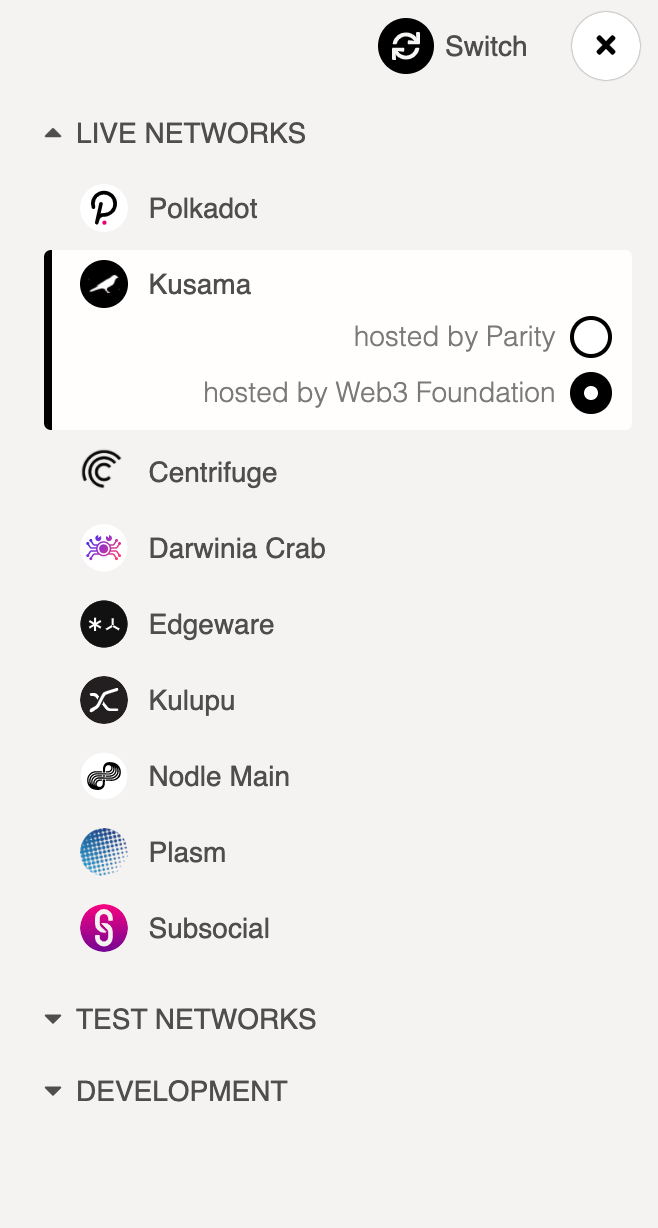 Switch
LIVE NETWORKS
Polkadot
Kusama
hosted by Parity
hosted by Web3 Foundation
Centrifuge
Darwinia Crab
Edgeware
Kulupu
Nodle Main
Plasm
Subsocial
TEST NETWORKS
DEVELOPMENT